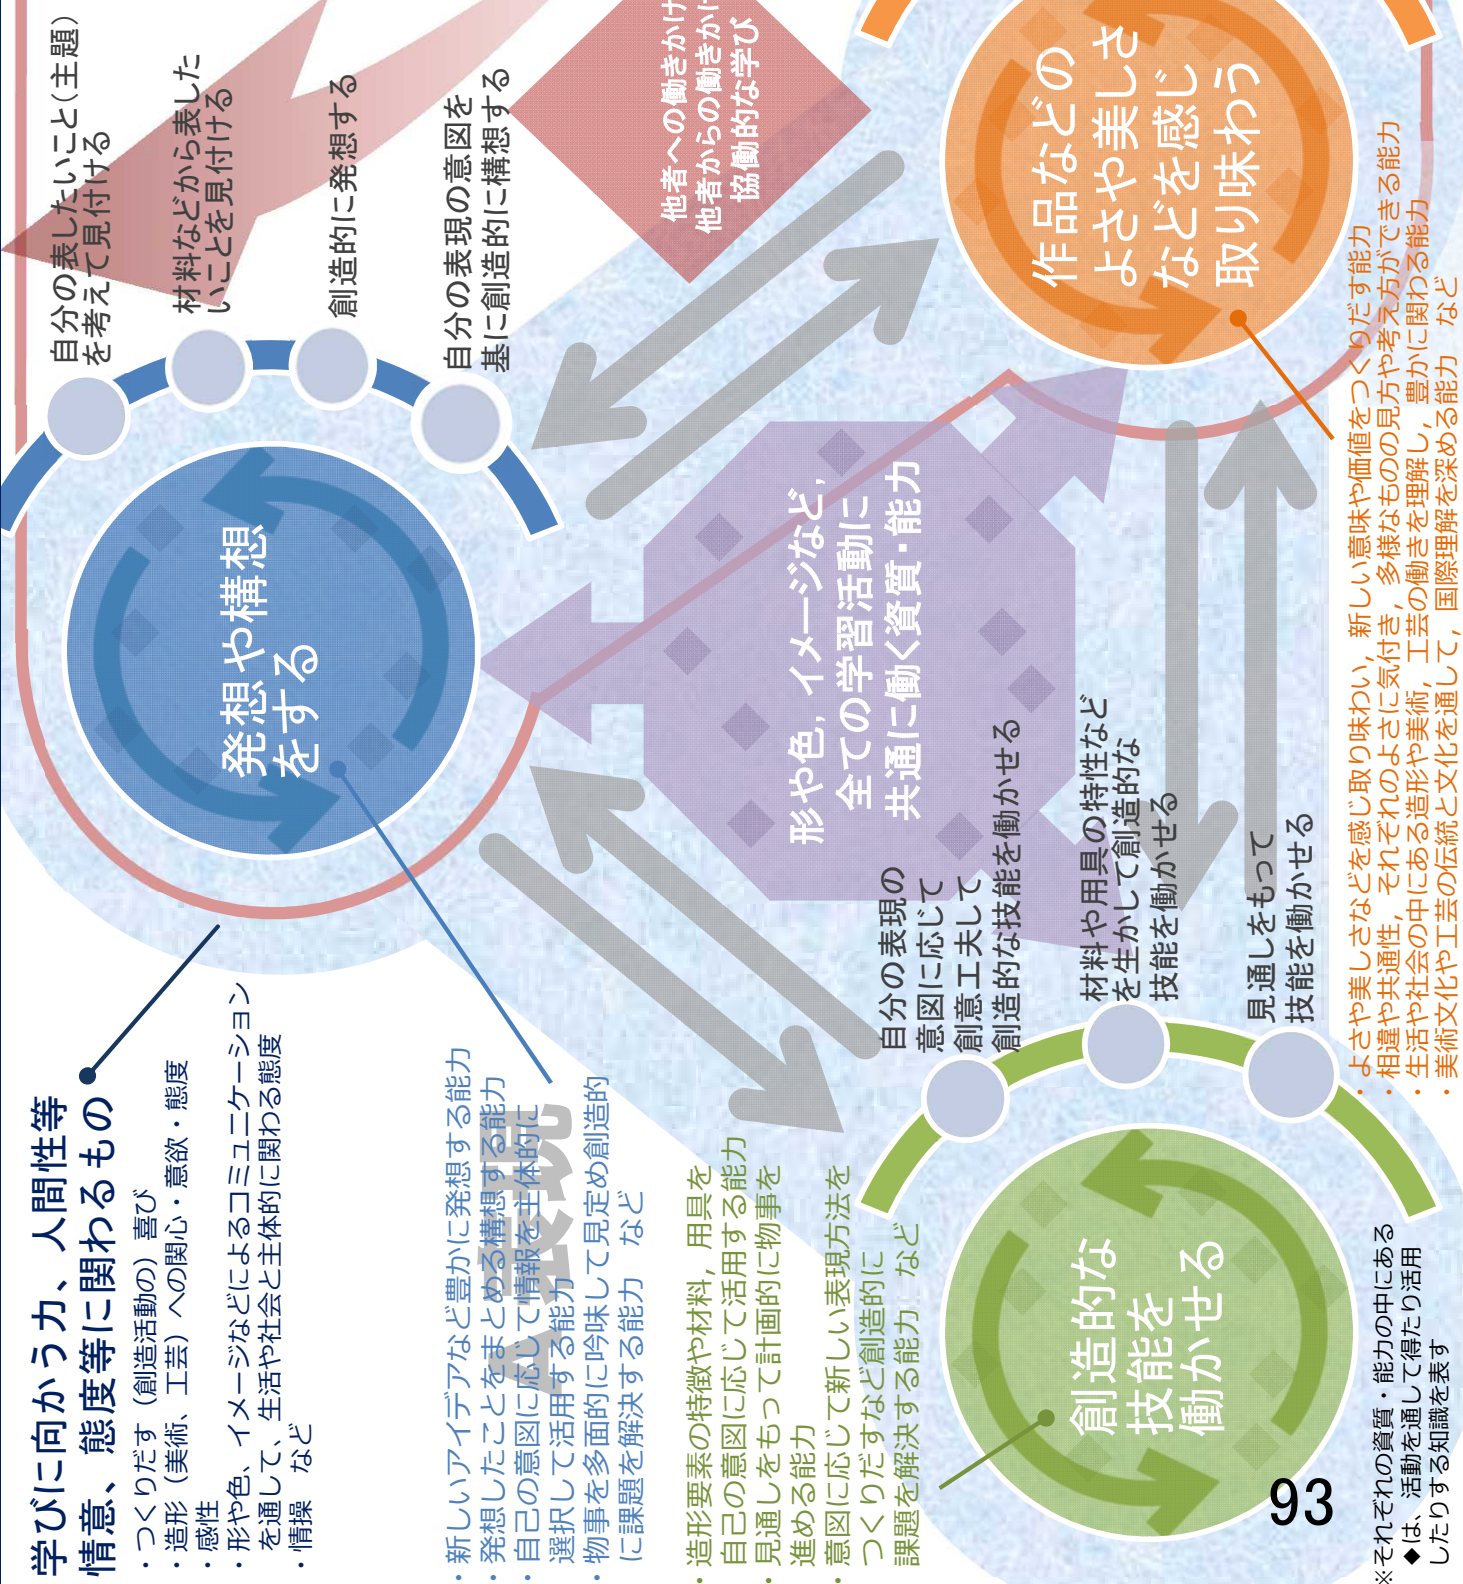 学びに向かう力、人間性等
情意、態度等に関わるもの
・つくりだす（創造活動の）喜び
・造形（美術、工芸）への関心・意欲・態度
・感性
・形や色、イメージなどによるコミュニケーション
を通して、生活や社会と主体的に関わる態度
・情操　など
自分の表したいこと（主題）
を考えて見付ける
材料などから表した
いことを見付ける
創造的に発想する
自分の表現の意図を
基に創造的に構想する
発想や構想
をする
A 表現
・新しいアイデアなど豊かに発想する能力
・発想したことをまとめる構想する能力
・自己の意図に応じて情報を主体的に
選択して活用する能力
・物事を多面的に吟味して見定め創造的
に課題を解決する能力　など
他者への働きかけ
他者からの働きかけ
協働的な学び
形や色，イメージなど，
全ての学習活動に
共通に働く資質・能力
・造形要素の特徴や材料，用具を
自己の意図に応じて活用する能力
・見通しをもって計画的に物事を
進める能力
・意図に応じて新しい表現方法を
つくりだすなど創造的に
課題を解決する能力　など
自分の表現の
意図に応じて
創意工夫して
創造的な技能を働かせる
材料や用具の特性など
を生かして創造的な
技能を働かせる
見通しをもって
技能を働かせる
創造的な
技能を
働かせる
作品などの
よさや美しさ
などを感じ
取り味わう
・よさや美しさなどを感じ取り味わい，新しい意味や価値をつくりだす能力
・相違や共通性，それぞれのよさに気付き，多様なものの見方や考え方ができる能力
・生活や社会の中にある造形や美術，工芸の働きを理解し，豊かに関わる能力
・美術文化や工芸の伝統と文化を通して，国際理解を深める能力　など
※それぞれの資質・能力の中にある
◆は、活動を通して得たり活用
したりする知識を表す
93